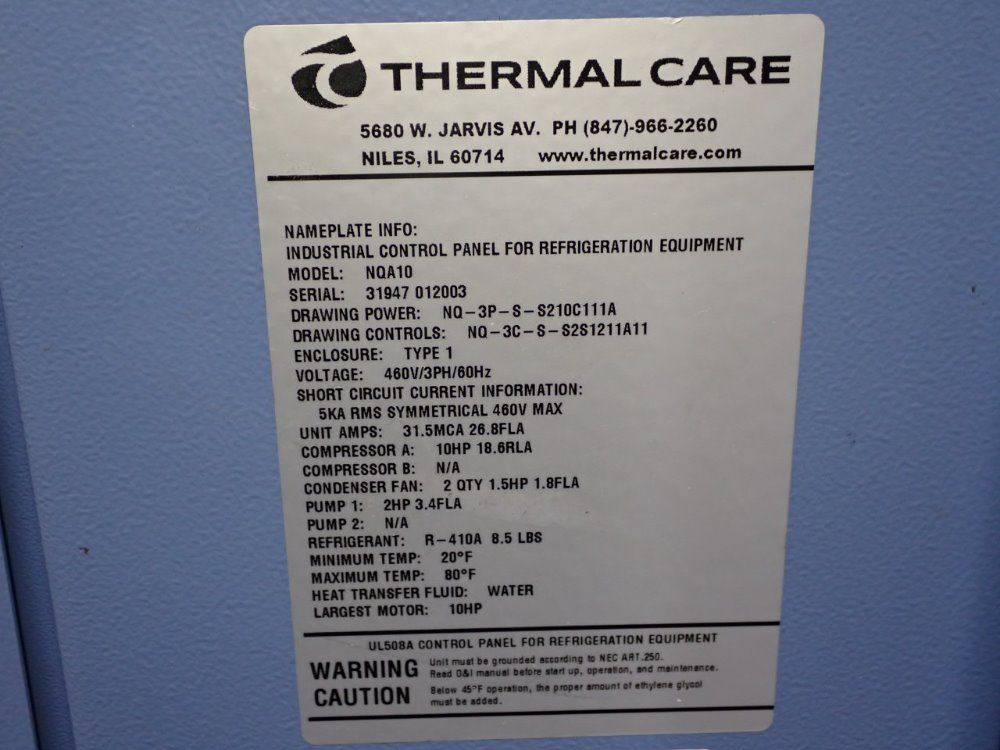 THERMAL CARE
5680 W. JARVIS AV. PH (847)-966-2260
NILES, IL 60714 www.thermalcare.com
NAMEPLATE INFO:
INDUSTRIAL CONTROL PANEL FOR REFRIGERATION EQUIPMENT
MODEL: NQA10
SERIAL: 31947 012003
DRAWING POWER: NQ-3P-S-S210C111A
DRAWING CONTROLS: NQ-3C-S-S2S1211A11
ENCLOSURE: TYPE 1
VOLTAGE: 460V/3PH/60Hz
SHORT CIRCUIT CURRENT INFORMATION:
5KA RMS SYMMETRICAL 460V MAX
UNIT AMPS: 31.5MCA 26.8FLA
COMPRESSOR A: 10HP 18.6RLA
COMPRESSOR B: N/A
CONDENSER FAN: 2 QTY 1.5HP 1.8FLA
PUMP 1: 2HP 3.4FLA
PUMP 2: N/A
REFRIGERANT: R-410A 8.5 LBS
MINIMUM TEMP: 20°F
MAXIMUM TEMP: 80°F
HEAT TRANSFER FLUID: WATER
LARGEST MOTOR: 10HP
UL508A CONTROL PANEL FOR REFRIGERATION EQUIPMENT
WARNING Unit must be grounded according to NEC ART.250.
Read O&I manual before start up, operation, and maintenance.
CAUTION Below 45°F operation, the proper amount of ethylene glycol
must be added.